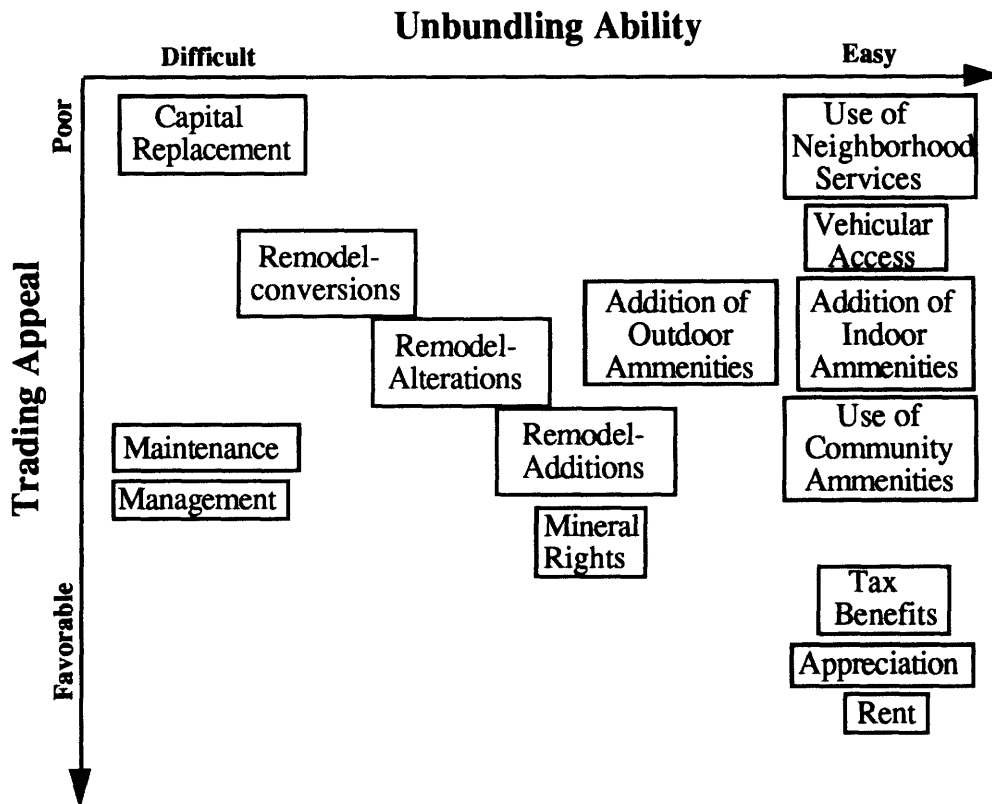 Unbundling Ability
Difficult
Easy
Trading Appeal
Poor
Favorable
Capital
Replacement
Use of
Neighborhood
Services
Vehicular
Access
Remodel-
conversions
Addition of
Outdoor
Ammenities
Addition of
Indoor
Ammenities
Remodel-
Alterations
Use of
Community
Ammenities
Remodel-
Additions
Maintenance
Management
Mineral
Rights
Tax
Benefits
Appreciation
Rent